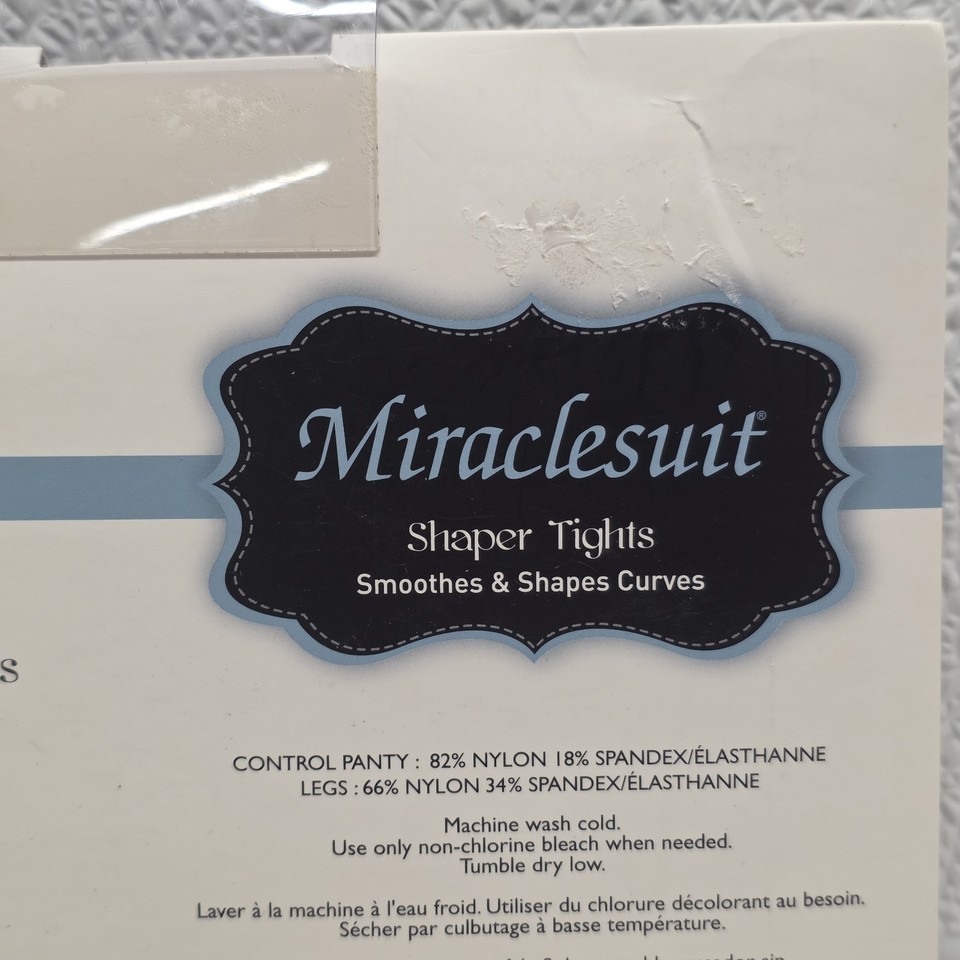 Miraclesuit®
Shaper Tights
Smoothes & Shapes Curves
s
CONTROL PANTY : 82% NYLON 18% SPANDEX/ÉLASTHANNE
LEGS : 66% NYLON 34% SPANDEX/ÉLASTHANNE
Machine wash cold.
Use only non-chlorine bleach when needed.
Tumble dry low.
Laver à la machine à l'eau froid. Utiliser du chlorure décolorant au besoin.
Sécher par culbutage à basse température.